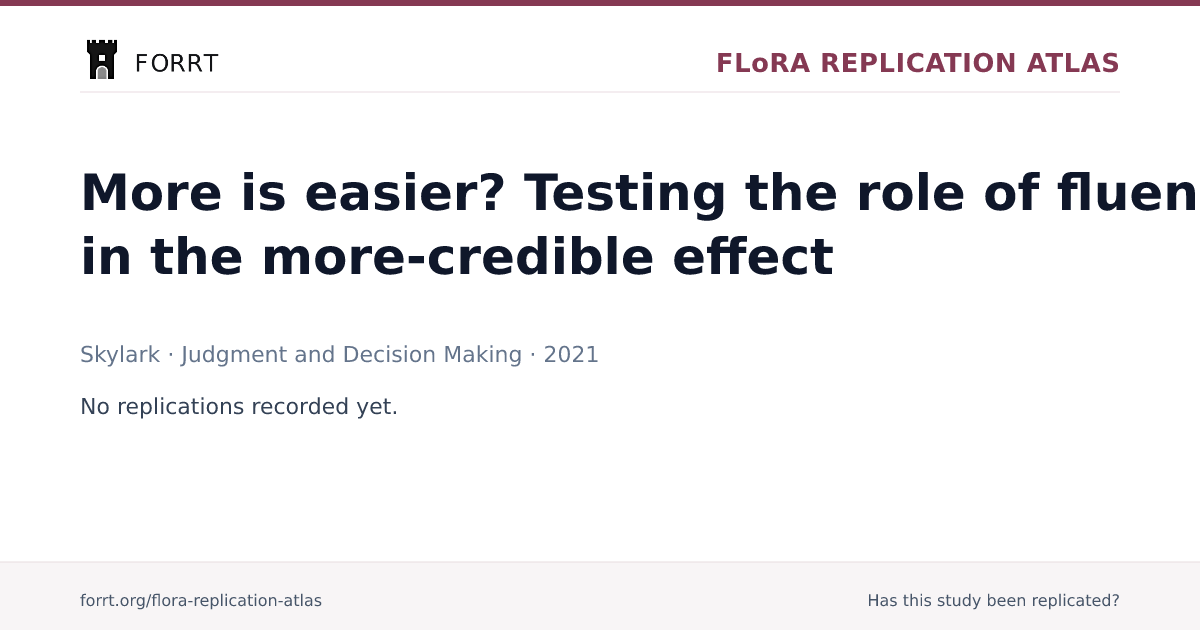 FORRT
FLoRA REPLICATION ATLAS
More is easier? Testing the role of fluen
in the more-credible effect
Skylark · Judgment and Decision Making · 2021
No replications recorded yet.
forrt.org/flora-replication-atlas
Has this study been replicated?